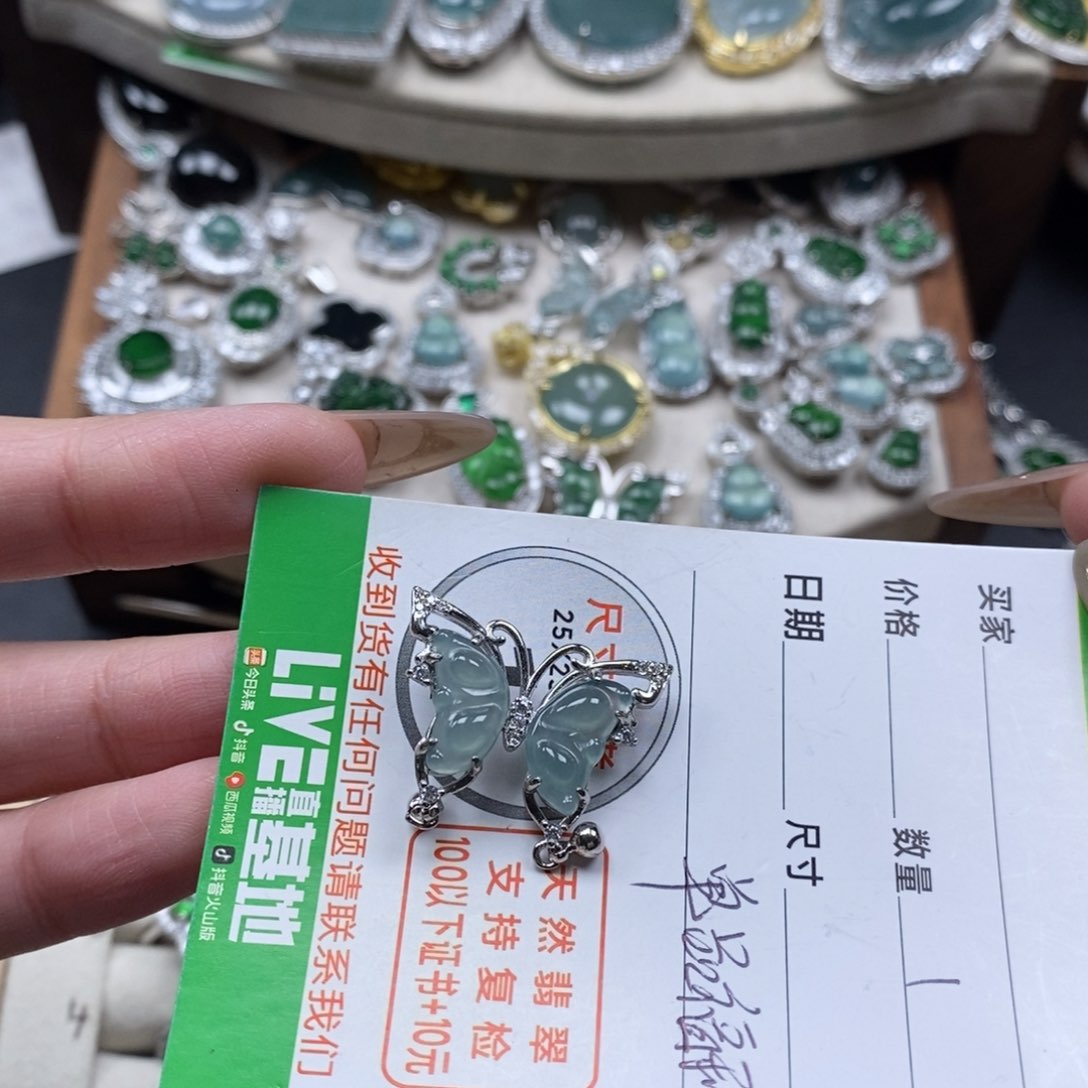 买家
价格
数量 1
日期
尺寸
25
收到货有任何问题请联系我们
天然翡翠
支持复检
100以下证书+10元
LiVE直播基地
今日头条 抖音 西瓜视频 抖音火山版